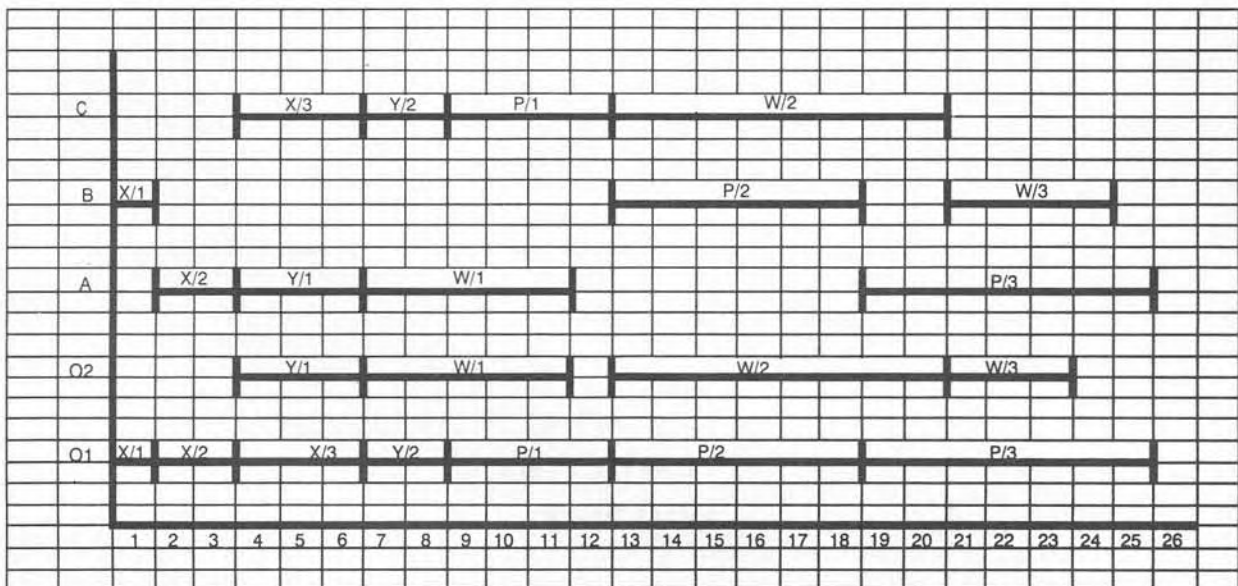 C X/3 Y/2 P/1 W/2
B X/1 P/2 W/3
A X/2 Y/1 W/1 P/3
O2 Y/1 W/1 W/2 W/3
O1 X/1 X/2 X/3 Y/2 P/1 P/2 P/3
1 2 3 4 5 6 7 8 9 10 11 12 13 14 15 16 17 18 19 20 21 22 23 24 25 26